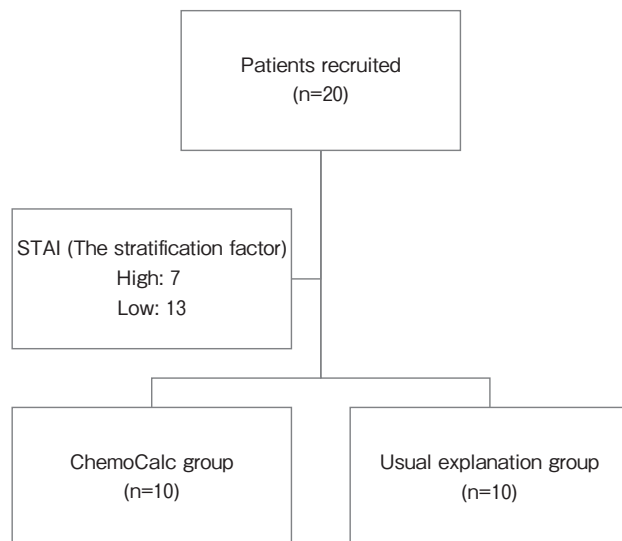 Patients recruited
(n=20)
STAI (The stratification factor)
High: 7
Low: 13
ChemoCalc group
(n=10)
Usual explanation group
(n=10)